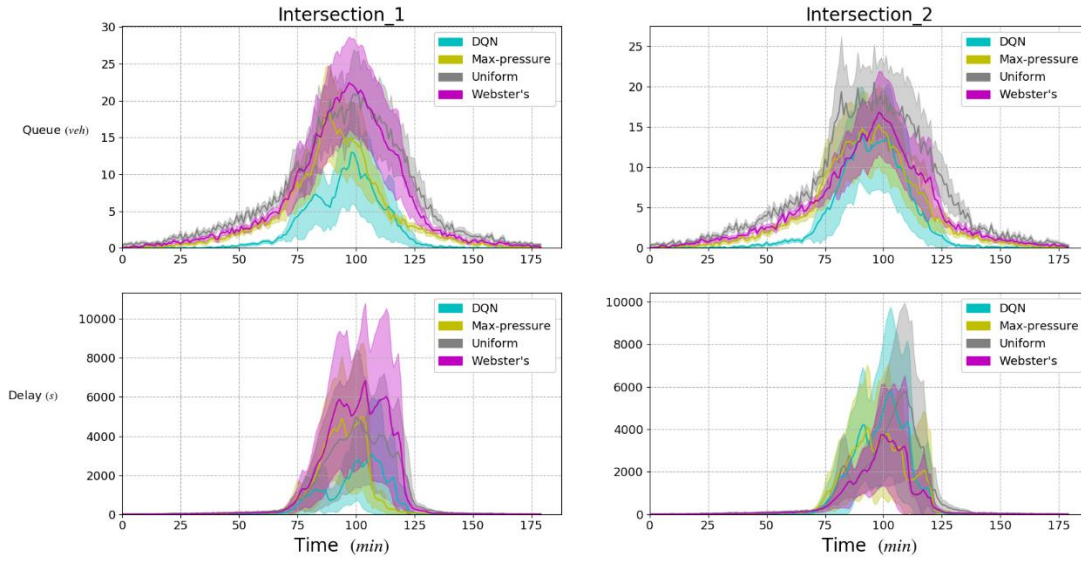 Intersection_1
30
25
20
15
10
5
0
Queue (veh)
DQN
Max-pressure
Uniform
Webster's
0 25 50 75 100 125 150 175
Intersection_2
25
20
15
10
5
0
DQN
Max-pressure
Uniform
Webster's
0 25 50 75 100 125 150 175
10000
8000
6000
4000
2000
0
Delay (s)
DQN
Max-pressure
Uniform
Webster's
0 25 50 75 100 125 150 175
Time (min)
10000
8000
6000
4000
2000
0
DQN
Max-pressure
Uniform
Webster's
0 25 50 75 100 125 150 175
Time (min)